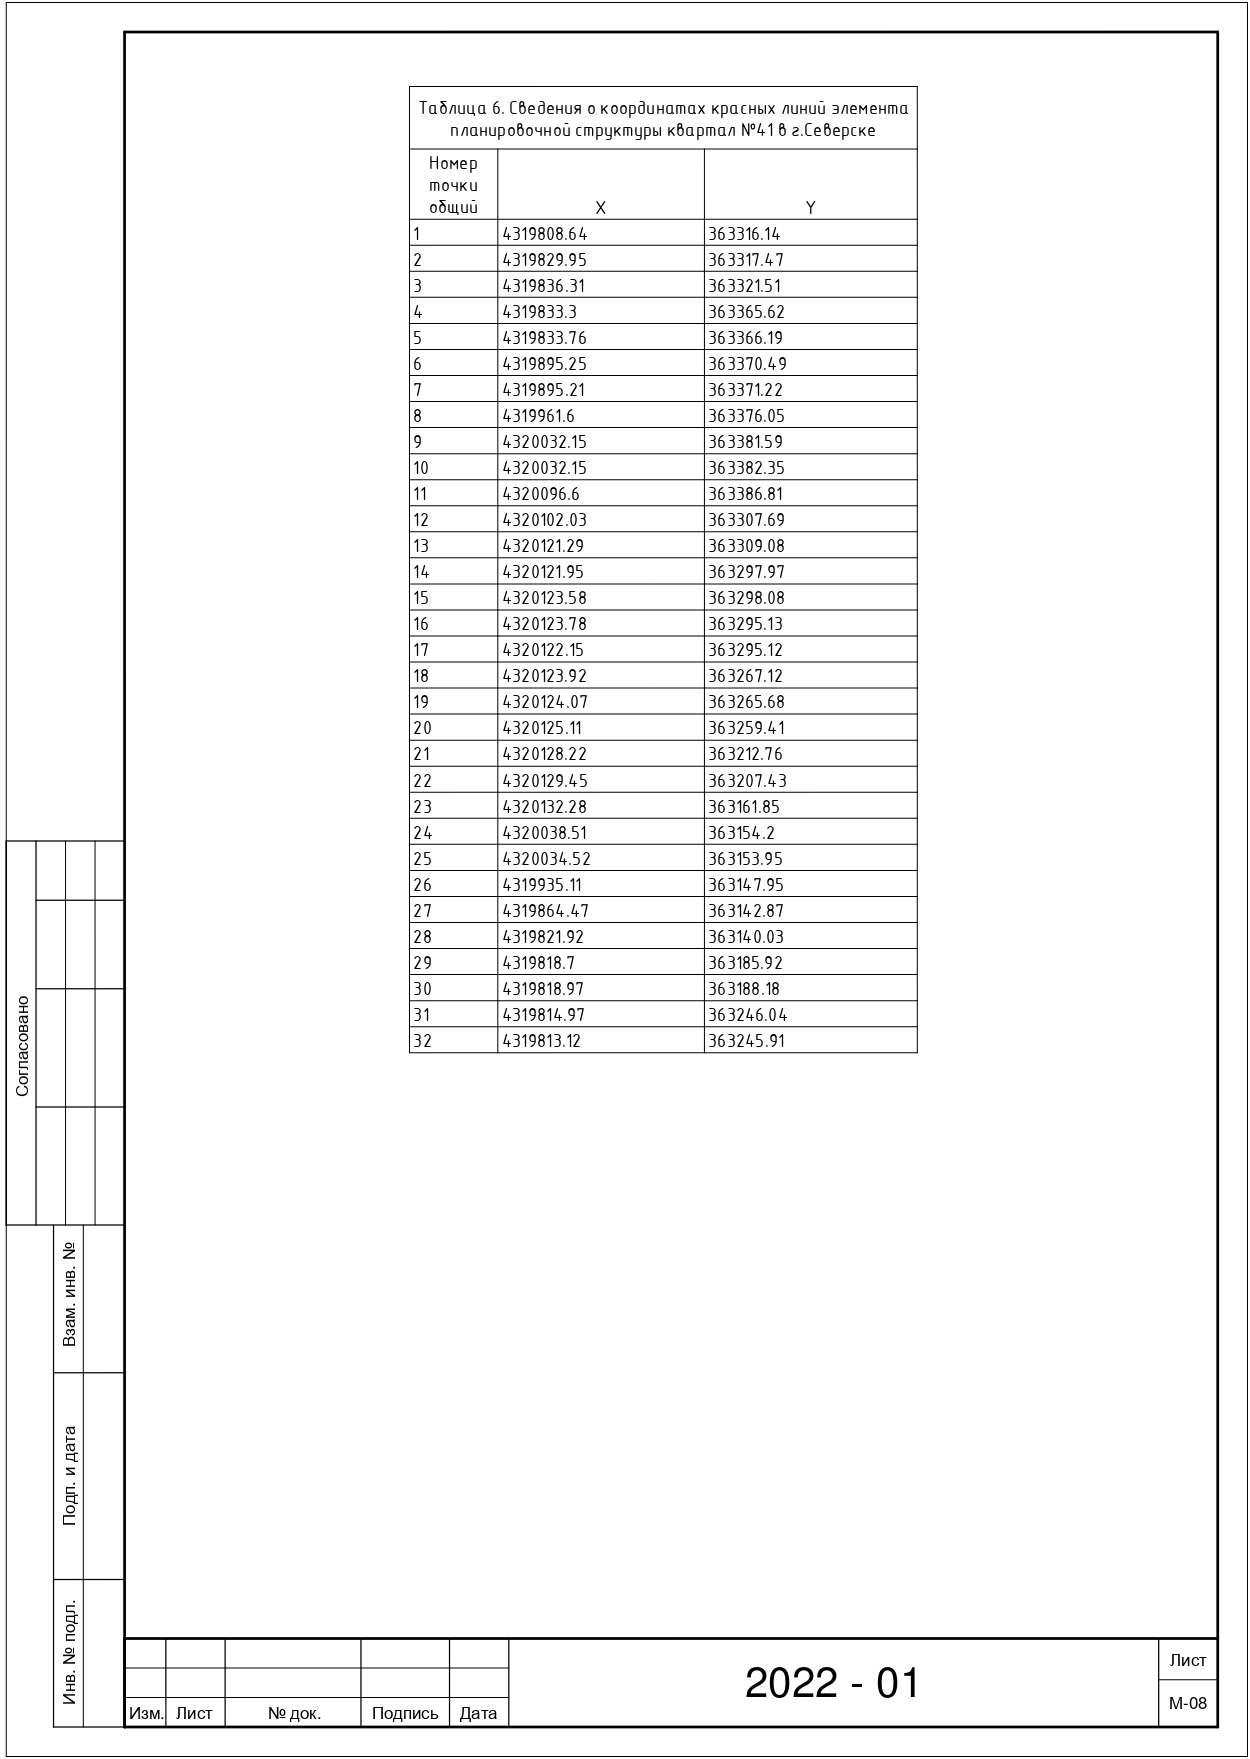 Таблица 6. Сведения о координатах красных линий элемента
планировочной структуры квартал №41 в г.Северске
Номер
точки
общий X Y
1 4319808.64 363316.14
2 4319829.95 363317.47
3 4319836.31 363321.51
4 4319833.3 363365.62
5 4319833.76 363366.19
6 4319895.25 363370.49
7 4319895.21 363371.22
8 4319961.6 363376.05
9 4320032.15 363381.59
10 4320032.15 363382.35
11 4320096.6 363386.81
12 4320102.03 363307.69
13 4320121.29 363309.08
14 4320121.95 363297.97
15 4320123.58 363298.08
16 4320123.78 363295.13
17 4320122.15 363295.12
18 4320123.92 363267.12
19 4320124.07 363265.68
20 4320125.11 363259.41
21 4320128.22 363212.76
22 4320129.45 363207.43
23 4320132.28 363161.85
24 4320038.51 363154.2
25 4320034.52 363153.95
26 4319935.11 363147.95
27 4319864.47 363142.87
28 4319821.92 363140.03
29 4319818.7 363185.92
30 4319818.97 363188.18
31 4319814.97 363246.04
32 4319813.12 363245.91
Согласовано
Взам. инв. №
Подп. и дата
Инв. № подл.
Изм. Лист № док. Подпись Дата
2022 - 01
Лист
М-08